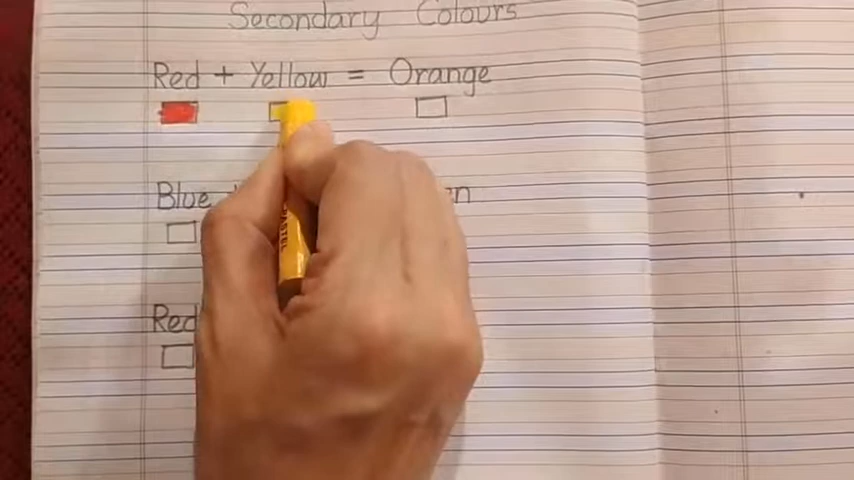 Secondary Colours
Red + Yellow = Orange
Blue
Red